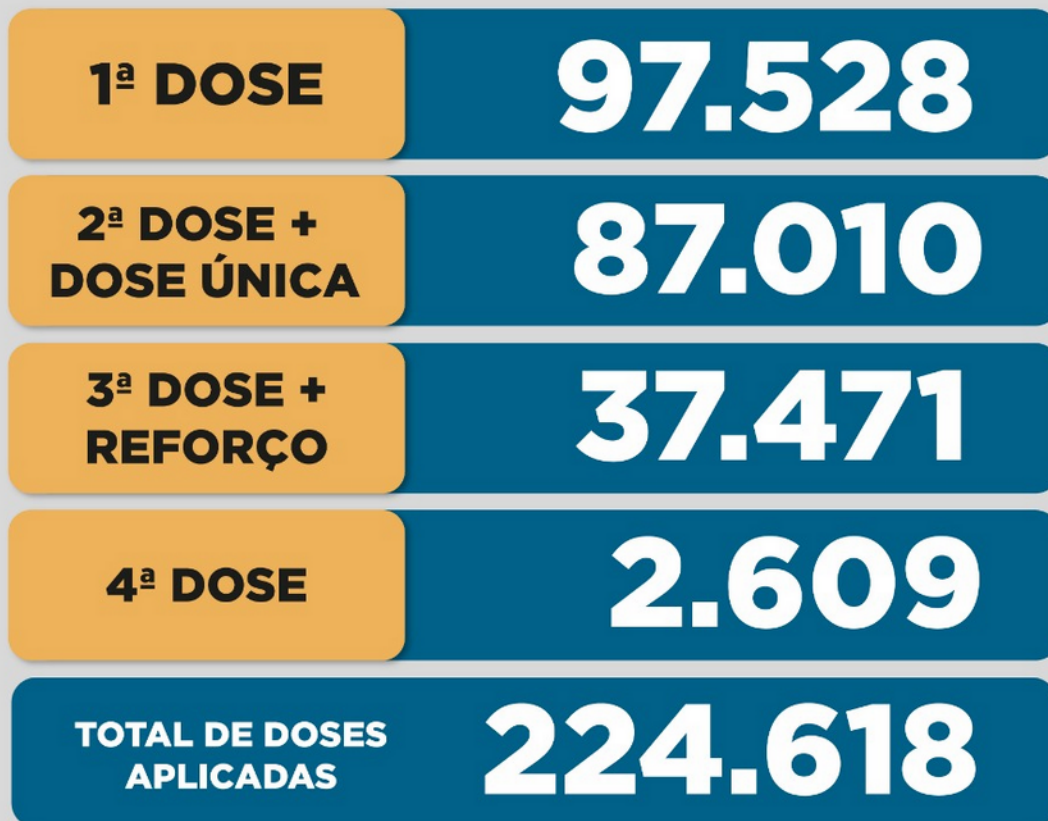 1ª DOSE
97.528
2ª DOSE +
DOSE ÚNICA
87.010
3ª DOSE +
REFORÇO
37.471
4ª DOSE
2.609
TOTAL DE DOSES
APLICADAS
224.618